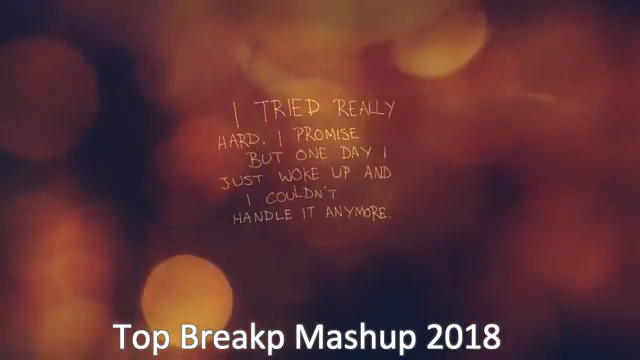 I TRIED REALLY
HARD, I PROMISE
BUT ONE DAY I
JUST WOKE UP AND
I COULDN'T
HANDLE IT ANYMORE.
Top Breakp Mashup 2018